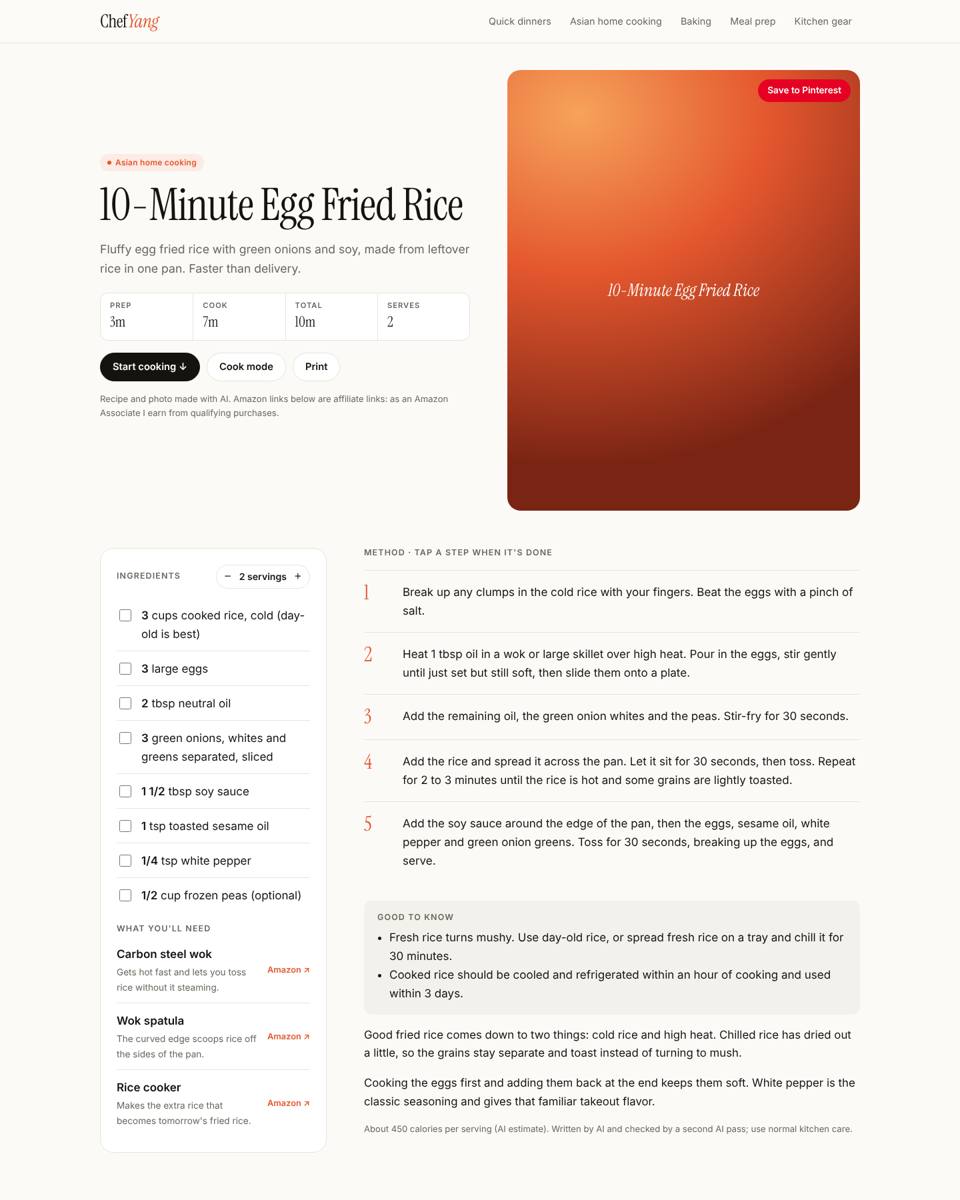 ChefYang
Quick dinners
Asian home cooking
Baking
Meal prep
Kitchen gear
Asian home cooking
10-Minute Egg Fried Rice
Fluffy egg fried rice with green onions and soy, made from leftover
rice in one pan. Faster than delivery.
PREP
3m
COOK
7m
TOTAL
10m
SERVES
2
Start cooking ↓
Cook mode
Print
Recipe and photo made with AI. Amazon links below are affiliate links: as an Amazon
Associate I earn from qualifying purchases.
Save to Pinterest
10-Minute Egg Fried Rice
INGREDIENTS
− 2 servings +
3 cups cooked rice, cold (day-
old is best)
3 large eggs
2 tbsp neutral oil
3 green onions, whites and
greens separated, sliced
1 1/2 tbsp soy sauce
1 tsp toasted sesame oil
1/4 tsp white pepper
1/2 cup frozen peas (optional)
WHAT YOU'LL NEED
Carbon steel wok
Gets hot fast and lets you toss
rice without it steaming.
Amazon ↗
Wok spatula
The curved edge scoops rice off
the sides of the pan.
Amazon ↗
Rice cooker
Makes the extra rice that
becomes tomorrow's fried rice.
Amazon ↗
METHOD · TAP A STEP WHEN IT'S DONE
1
Break up any clumps in the cold rice with your fingers. Beat the eggs with a pinch of
salt.
2
Heat 1 tbsp oil in a wok or large skillet over high heat. Pour in the eggs, stir gently
until just set but still soft, then slide them onto a plate.
3
Add the remaining oil, the green onion whites and the peas. Stir-fry for 30 seconds.
4
Add the rice and spread it across the pan. Let it sit for 30 seconds, then toss. Repeat
for 2 to 3 minutes until the rice is hot and some grains are lightly toasted.
5
Add the soy sauce around the edge of the pan, then the eggs, sesame oil, white
pepper and green onion greens. Toss for 30 seconds, breaking up the eggs, and
serve.
GOOD TO KNOW
• Fresh rice turns mushy. Use day-old rice, or spread fresh rice on a tray and chill it for
30 minutes.
• Cooked rice should be cooled and refrigerated within an hour of cooking and used
within 3 days.
Good fried rice comes down to two things: cold rice and high heat. Chilled rice has dried out
a little, so the grains stay separate and toast instead of turning to mush.
Cooking the eggs first and adding them back at the end keeps them soft. White pepper is the
classic seasoning and gives that familiar takeout flavor.
About 450 calories per serving (AI estimate). Written by AI and checked by a second AI pass; use normal kitchen care.